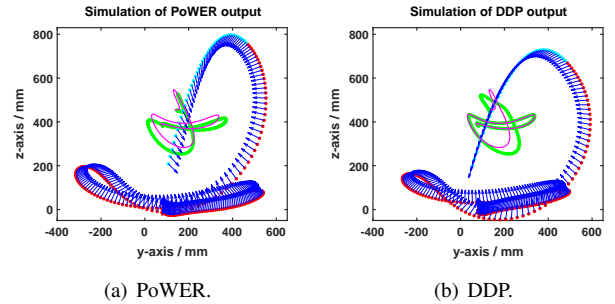 Simulation of PoWER output
800
600
400
200
0
z-axis / mm
-400 -200 0 200 400 600
y-axis / mm
(a) PoWER.
Simulation of DDP output
800
600
400
200
0
z-axis / mm
-400 -200 0 200 400 600
y-axis / mm
(b) DDP.